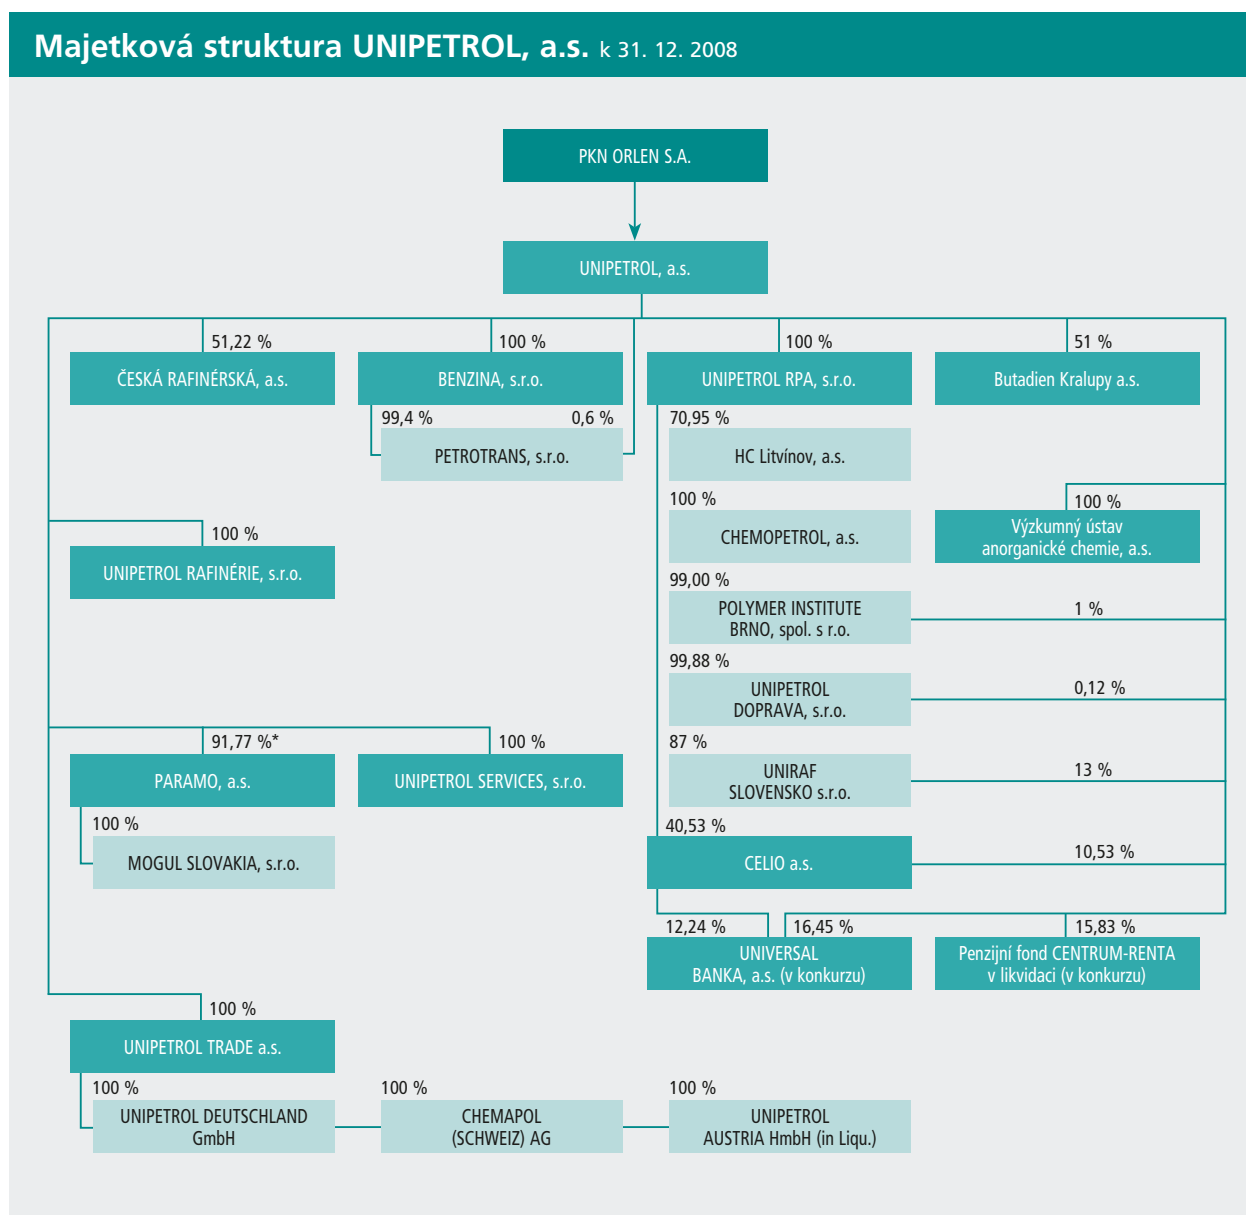 Majetková struktura UNIPETROL, a.s. k 31. 12. 2008
PKN ORLEN S.A.
UNIPETROL, a.s.
51,22 %
100 %
100 %
51 %
ČESKÁ RAFINÉRSKÁ, a.s.
BENZINA, s.r.o.
UNIPETROL RPA, s.r.o.
Butadien Kralupy a.s.
99,4 %
0,6 %
70,95 %
PETROTRANS, s.r.o.
HC Litvínov, a.s.
100 %
100 %
100 %
CHEMOPETROL, a.s.
Výzkumný ústav
anorganické chemie, a.s.
UNIPETROL RAFINÉRIE, s.r.o.
99,00 %
POLYMER INSTITUTE
BRNO, spol. s r.o.
1 %
99,88 %
UNIPETROL
DOPRAVA, s.r.o.
0,12 %
91,77 %*
100 %
87 %
PARAMO, a.s.
UNIPETROL SERVICES, s.r.o.
UNIRAF
SLOVENSKO s.r.o.
13 %
100 %
40,53 %
MOGUL SLOVAKIA, s.r.o.
CELIO a.s.
10,53 %
12,24 %
16,45 %
15,83 %
UNIVERSAL
BANKA, a.s. (v konkurzu)
Penzijní fond CENTRUM-RENTA
v likvidaci (v konkurzu)
100 %
UNIPETROL TRADE a.s.
100 %
100 %
100 %
UNIPETROL DEUTSCHLAND
GmbH
CHEMAPOL
(SCHWEIZ) AG
UNIPETROL
AUSTRIA HmbH (in Liqu.)